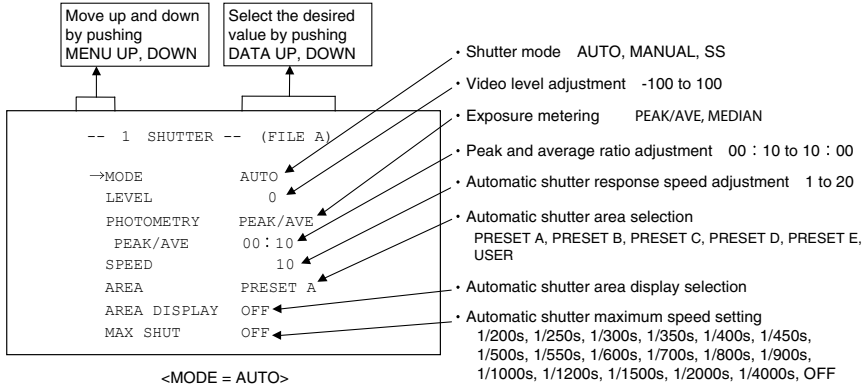 Move up and down
by pushing
MENU UP, DOWN
Select the desired
value by pushing
DATA UP, DOWN
-- 1 SHUTTER -- (FILE A)
→MODE AUTO
LEVEL 0
PHOTOMETRY PEAK/AVE
PEAK/AVE 00:10
SPEED 10
AREA PRESET A
AREA DISPLAY OFF
MAX SHUT OFF
<MODE = AUTO>
・Shutter mode AUTO, MANUAL, SS
・Video level adjustment -100 to 100
・Exposure metering PEAK/AVE, MEDIAN
・Peak and average ratio adjustment 00:10 to 10:00
・Automatic shutter response speed adjustment 1 to 20
・Automatic shutter area selection
PRESET A, PRESET B, PRESET C, PRESET D, PRESET E,
USER
・Automatic shutter area display selection
・Automatic shutter maximum speed setting
1/200s, 1/250s, 1/300s, 1/350s, 1/400s, 1/450s,
1/500s, 1/550s, 1/600s, 1/700s, 1/800s, 1/900s,
1/1000s, 1/1200s, 1/1500s, 1/2000s, 1/4000s, OFF